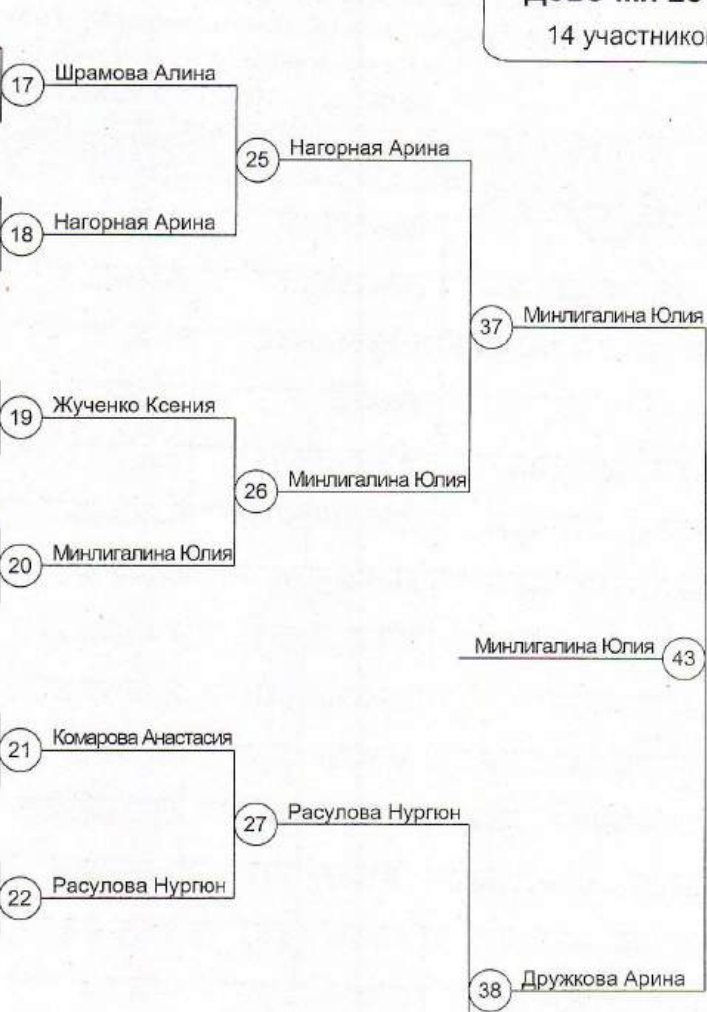 14 участников
17 Шрамова Алина
25 Нагорная Арина
18 Нагорная Арина
37 Минлигалина Юлия
19 Жученко Ксения
26 Минлигалина Юлия
20 Минлигалина Юлия
Минлигалина Юлия 43
21 Комарова Анастасия
27 Расулова Нургюн
22 Расулова Нургюн
38 Дружкова Арина